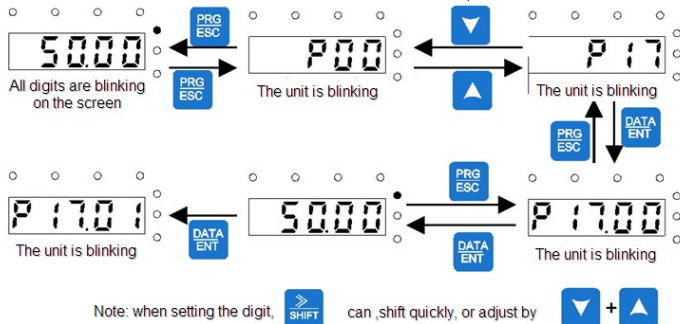 PRG
ESC
50.00
P00
P17
PRG
ESC
All digits are blinking
on the screen
The unit is blinking
The unit is blinking
PRG
ESC
DATA
ENT
PRG
ESC
P17.01
50.00
P17.00
DATA
ENT
DATA
ENT
The unit is blinking
The unit is blinking
Note: when setting the digit,
SHIFT
can ,shift quickly, or adjust by
+